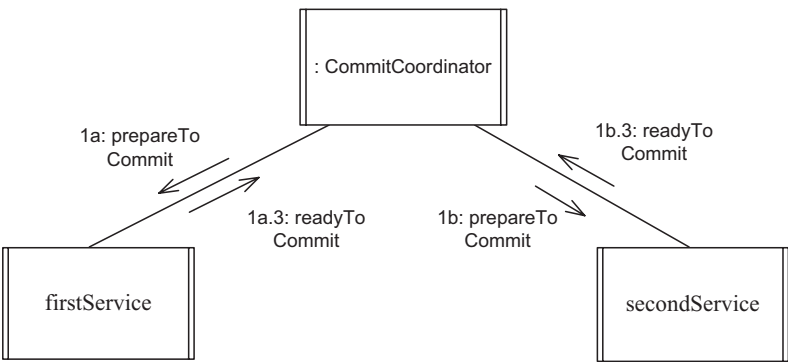 : CommitCoordinator
1a: prepareTo
Commit
1b.3: readyTo
Commit
1a.3: readyTo
Commit
1b: prepareTo
Commit
firstService
secondService